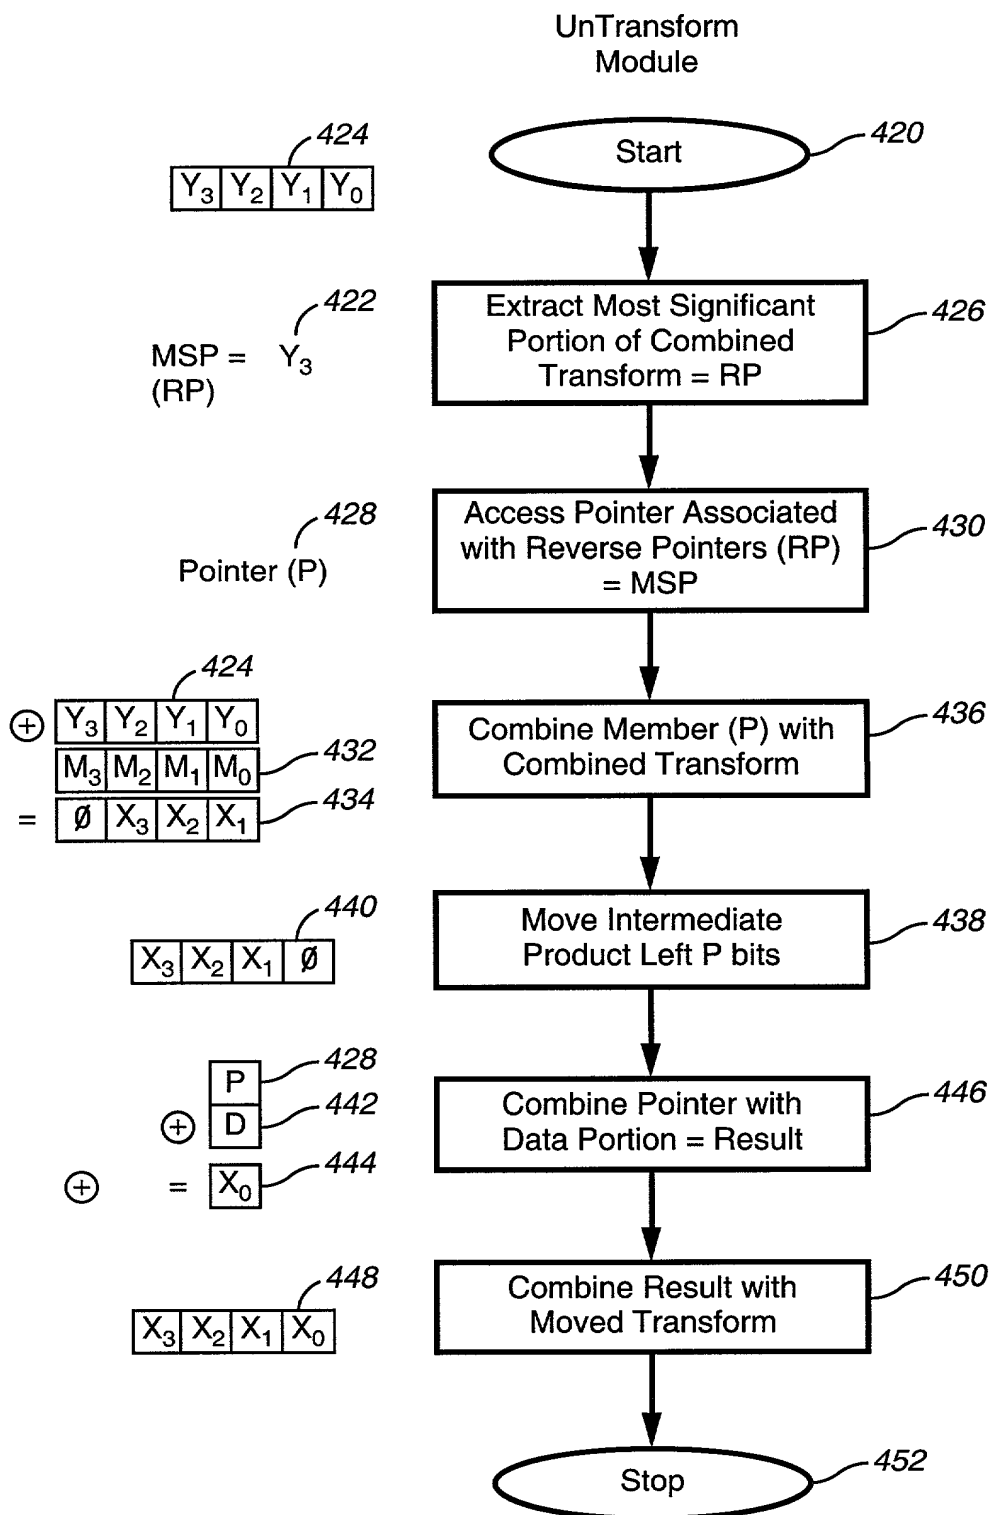 UnTransform
Module
424
Y3 Y2 Y1 Y0
Start
420
422
MSP = Y3
(RP)
Extract Most Significant
Portion of Combined
Transform = RP
426
428
Pointer (P)
Access Pointer Associated
with Reverse Pointers (RP)
= MSP
430
424
⊕ Y3 Y2 Y1 Y0
M3 M2 M1 M0 432
= Ø X3 X2 X1 434
Combine Member (P) with
Combined Transform
436
440
X3 X2 X1 Ø
Move Intermediate
Product Left P bits
438
P 428
⊕ D 442
⊕ = X0 444
Combine Pointer with
Data Portion = Result
446
448
X3 X2 X1 X0
Combine Result with
Moved Transform
450
Stop
452